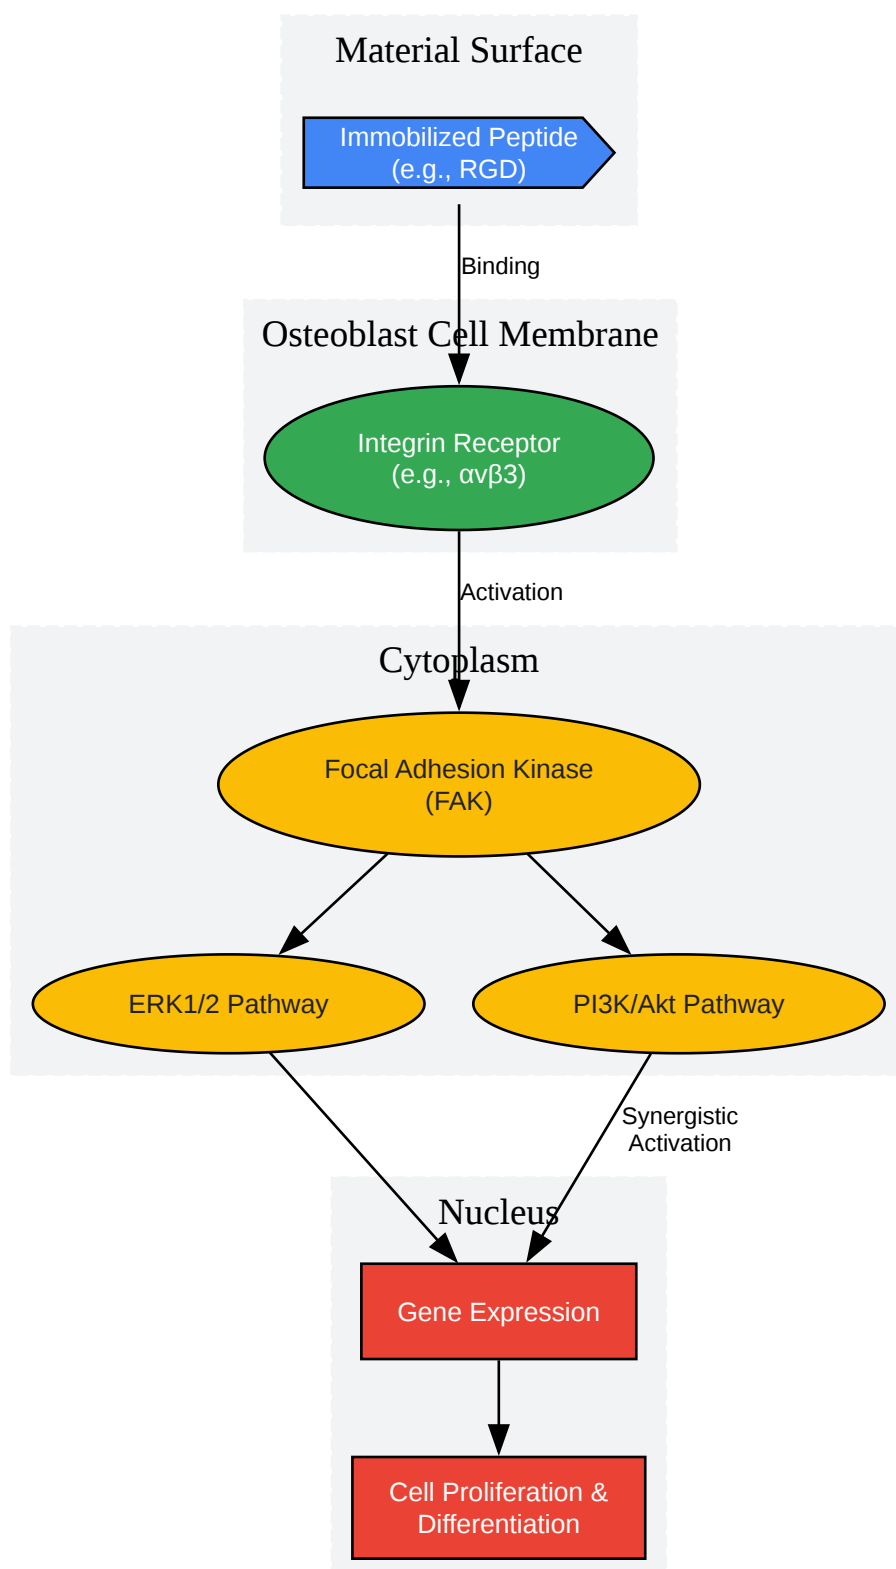 Material Surface
Immobilized Peptide
(e.g., RGD)
Binding
Osteoblast Cell Membrane
Integrin Receptor
(e.g., αvβ3)
Activation
Cytoplasm
Focal Adhesion Kinase
(FAK)
ERK1/2 Pathway
PI3K/Akt Pathway
Synergistic
Activation
Nucleus
Gene Expression
Cell Proliferation &
Differentiation